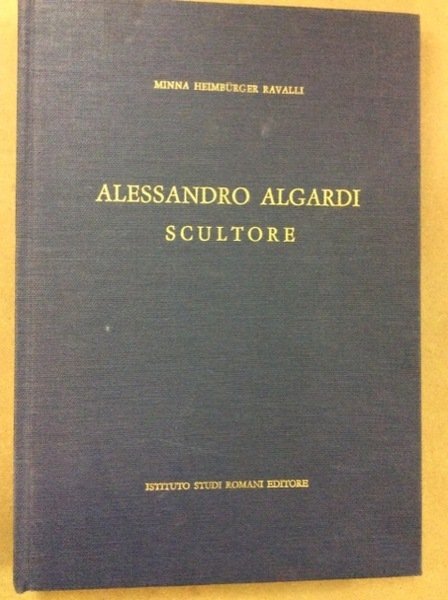 MINNA HEIMBÜRGER RAVALLI
ALESSANDRO ALGARDI
SCULTORE
ISTITUTO STUDI ROMANI EDITORE